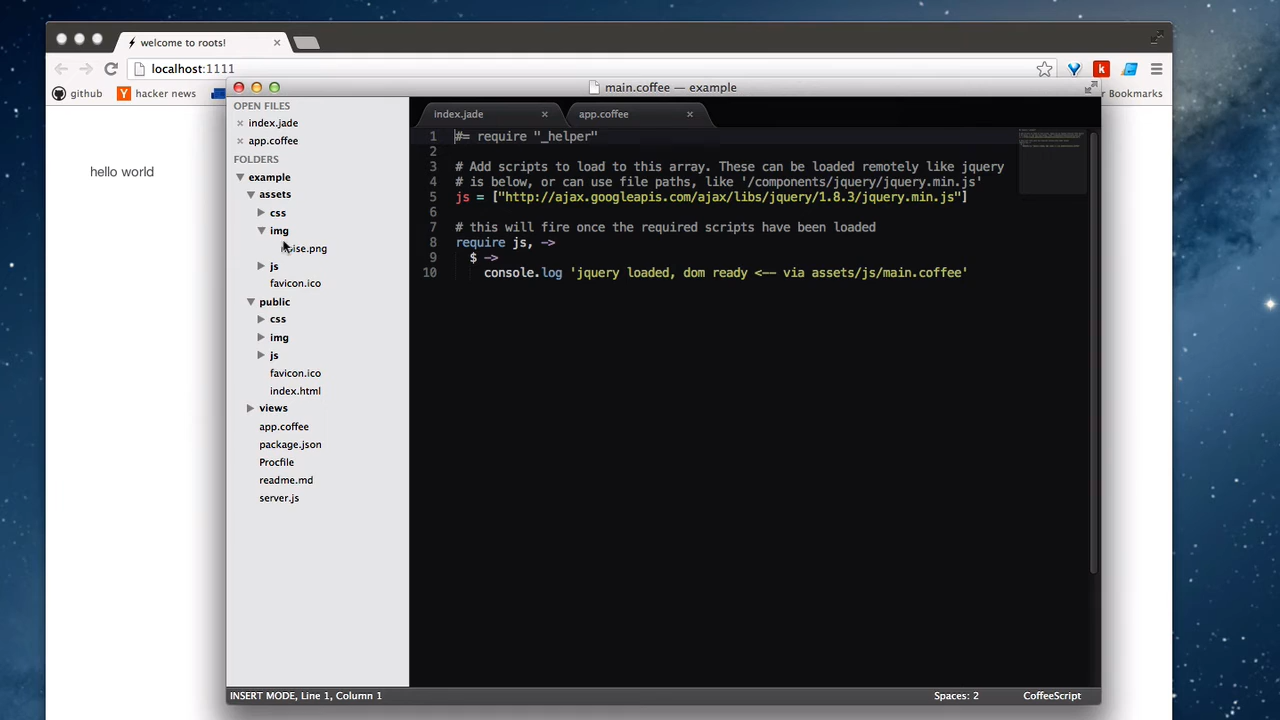 welcome to roots!
localhost:1111
github
hacker news
Bookmarks
main.coffee — example
OPEN FILES
index.jade
app.coffee
FOLDERS
example
assets
css
img
js
favicon.ico
public
css
img
js
favicon.ico
index.html
views
app.coffee
package.json
Procfile
readme.md
server.js
index.jade
app.coffee
1 #= require "_helper"
2
3 # Add scripts to load to this array. These can be loaded remotely like jquery
4 # is below, or can use file paths, like '/components/jquery/jquery.min.js'
5 js = ["http://ajax.googleapis.com/ajax/libs/jquery/1.8.3/jquery.min.js"]
6
7 # this will fire once the required scripts have been loaded
8 require js, ->
9 $ ->
10 console.log 'jquery loaded, dom ready <-- via assets/js/main.coffee'
hello world
INSERT MODE, Line 1, Column 1
Spaces: 2
CoffeeScript